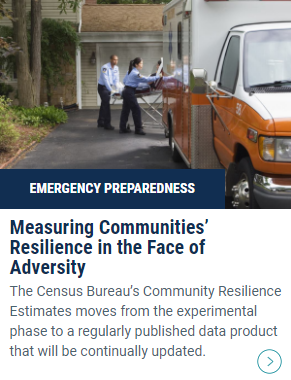 EMERGENCY PREPAREDNESS
Measuring Communities’
Resilience in the Face of
Adversity
The Census Bureau’s Community Resilience
Estimates moves from the experimental
phase to a regularly published data product
that will be continually updated.